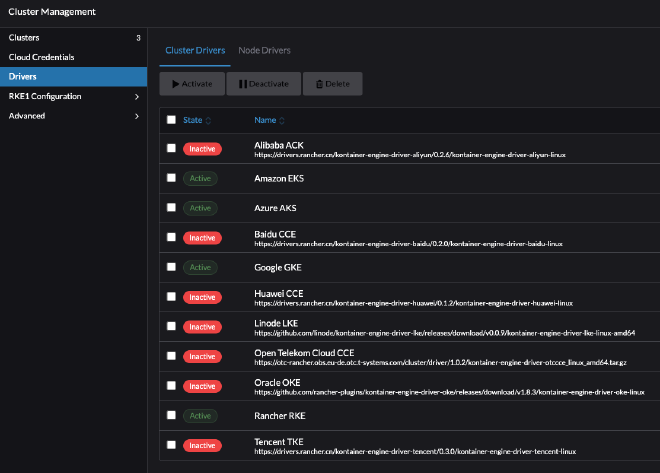 Cluster Management
Clusters 3
Cloud Credentials
Drivers
RKE1 Configuration
Advanced
Cluster Drivers Node Drivers
Activate Deactivate Delete
State Name
Inactive Alibaba ACK
https://drivers.rancher.cn/kontainer-engine-driver-aliyun/0.2.6/kontainer-engine-driver-aliyun-linux
Active Amazon EKS
Active Azure AKS
Inactive Baidu CCE
https://drivers.rancher.cn/kontainer-engine-driver-baidu/0.2.0/kontainer-engine-driver-baidu-linux
Active Google GKE
Inactive Huawei CCE
https://drivers.rancher.cn/kontainer-engine-driver-huawei/0.1.2/kontainer-engine-driver-huawei-linux
Inactive Linode LKE
https://github.com/linode/kontainer-engine-driver-lke/releases/download/v0.0.9/kontainer-engine-driver-lke-linux-amd64
Inactive Open Telekom Cloud CCE
https://otc-rancher.obs.eu-de.otc.t-systems.com/cluster/driver/1.0.2/kontainer-engine-driver-otccce_linux_amd64.tar.gz
Inactive Oracle OKE
https://github.com/rancher-plugins/kontainer-engine-driver-oke/releases/download/v1.8.3/kontainer-engine-driver-oke-linux
Active Rancher RKE
Inactive Tencent TKE
https://drivers.rancher.cn/kontainer-engine-driver-tencent/0.3.0/kontainer-engine-driver-tencent-linux